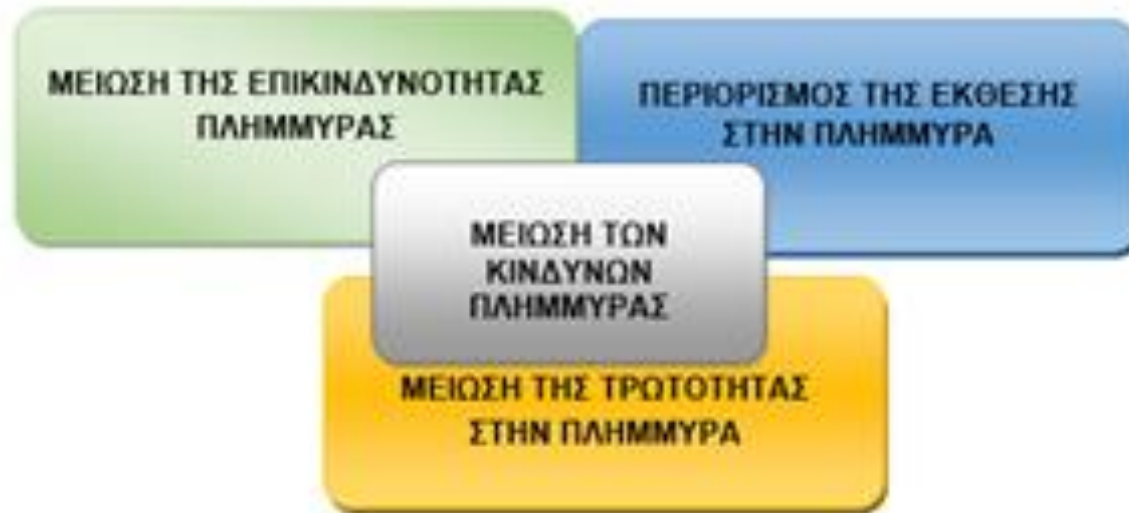 ΜΕΙΩΣΗ ΤΗΣ ΕΠΙΚΙΝΔΥΝΟΤΗΤΑΣ
ΠΛΗΜΜΥΡΑΣ
ΠΕΡΙΟΡΙΣΜΟΣ ΤΗΣ ΕΚΘΕΣΗΣ
ΣΤΗΝ ΠΛΗΜΜΥΡΑ
ΜΕΙΩΣΗ ΤΩΝ
ΚΙΝΔΥΝΩΝ
ΠΛΗΜΜΥΡΑΣ
ΜΕΙΩΣΗ ΤΗΣ ΤΡΩΤΟΤΗΤΑΣ
ΣΤΗΝ ΠΛΗΜΜΥΡΑ